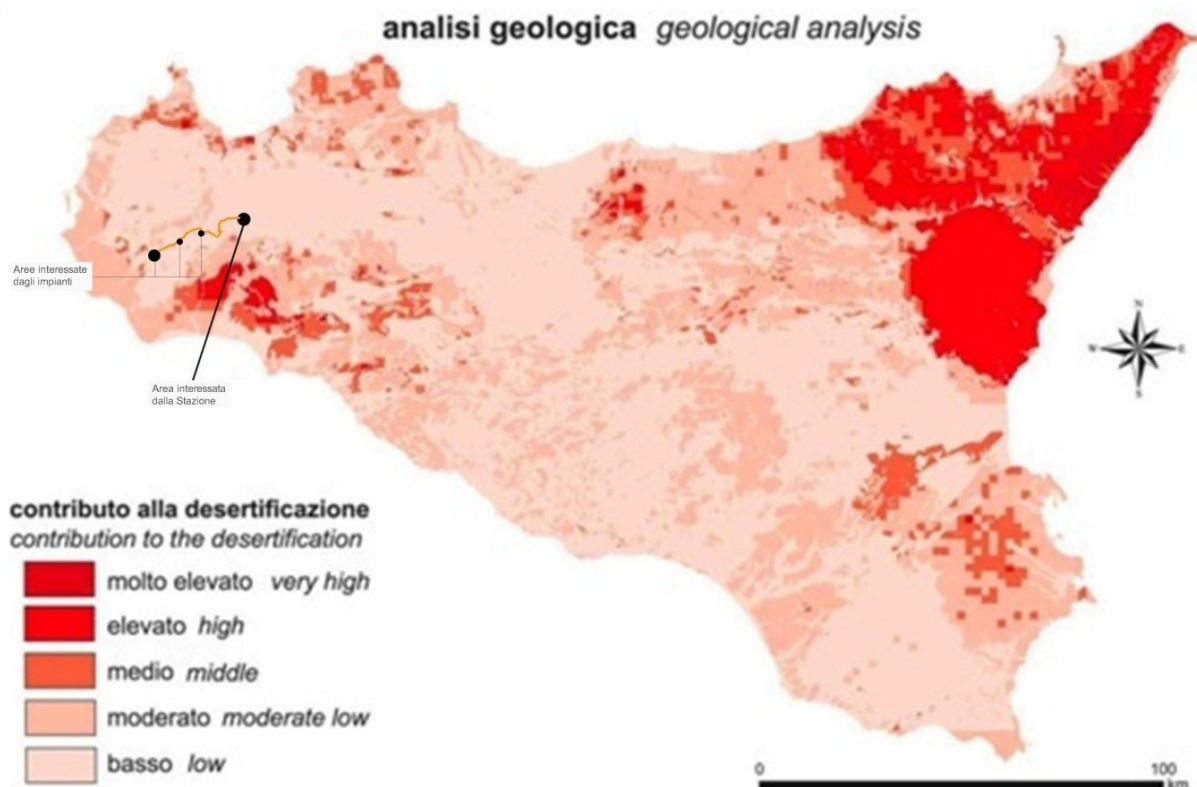 analisi geologica geological analysis
Aree interessate
dagli impianti
Area interessata
dalla Stazione
N
W E
S
contributo alla desertificazione
contribution to the desertification
molto elevato very high
elevato high
medio middle
moderato moderate low
basso low
0 100
km